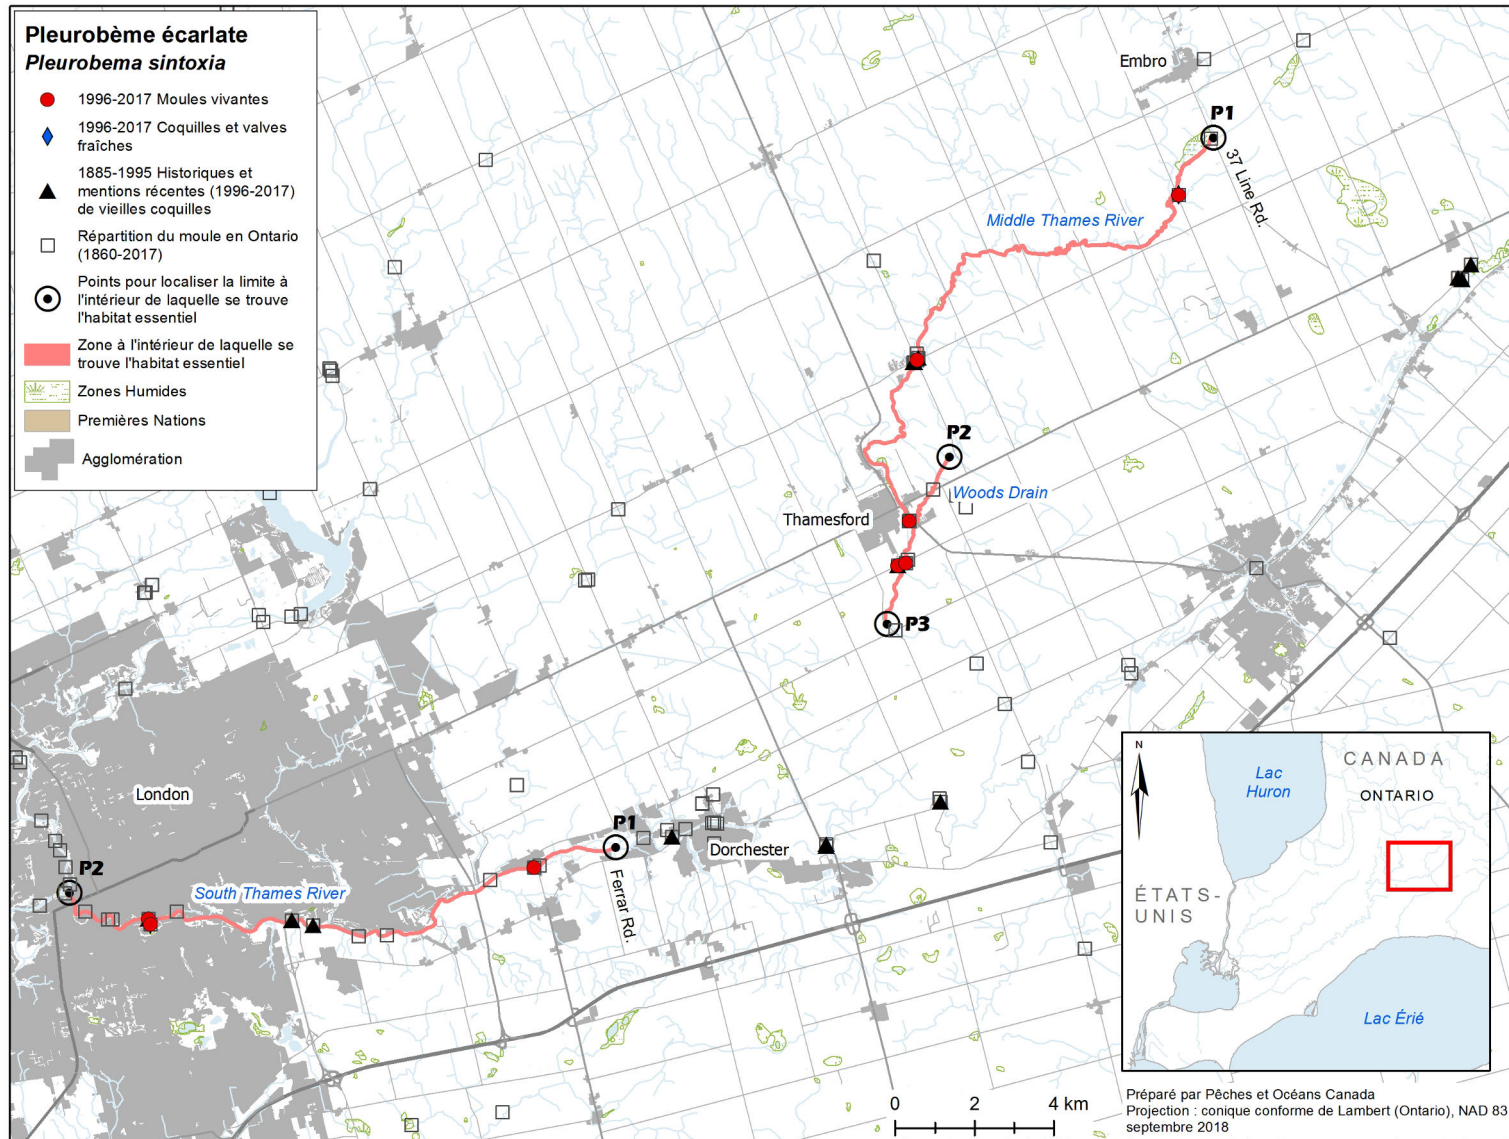 Pleurobème écarlate
Pleurobema sintoxia
1996-2017 Moules vivantes
1996-2017 Coquilles et valves
fraîches
1885-1995 Historiques et
mentions récentes (1996-2017)
de vieilles coquilles
Répartition du moule en Ontario
(1860-2017)
Points pour localiser la limite à
l'intérieur de laquelle se trouve
l'habitat essentiel
Zone à l'intérieur de laquelle se
trouve l'habitat essentiel
Zones Humides
Premières Nations
Agglomération
Embro
P1
37 Line Rd.
Middle Thames River
P2
Woods Drain
Thamesford
P3
London
P1
Dorchester
P2
South Thames River
Ferrar Rd.
N
CANADA
Lac
Huron
ONTARIO
ÉTATS-
UNIS
Lac Érié
0 2 4 km
Préparé par Pêches et Océans Canada
Projection : conique conforme de Lambert (Ontario), NAD 83
septembre 2018